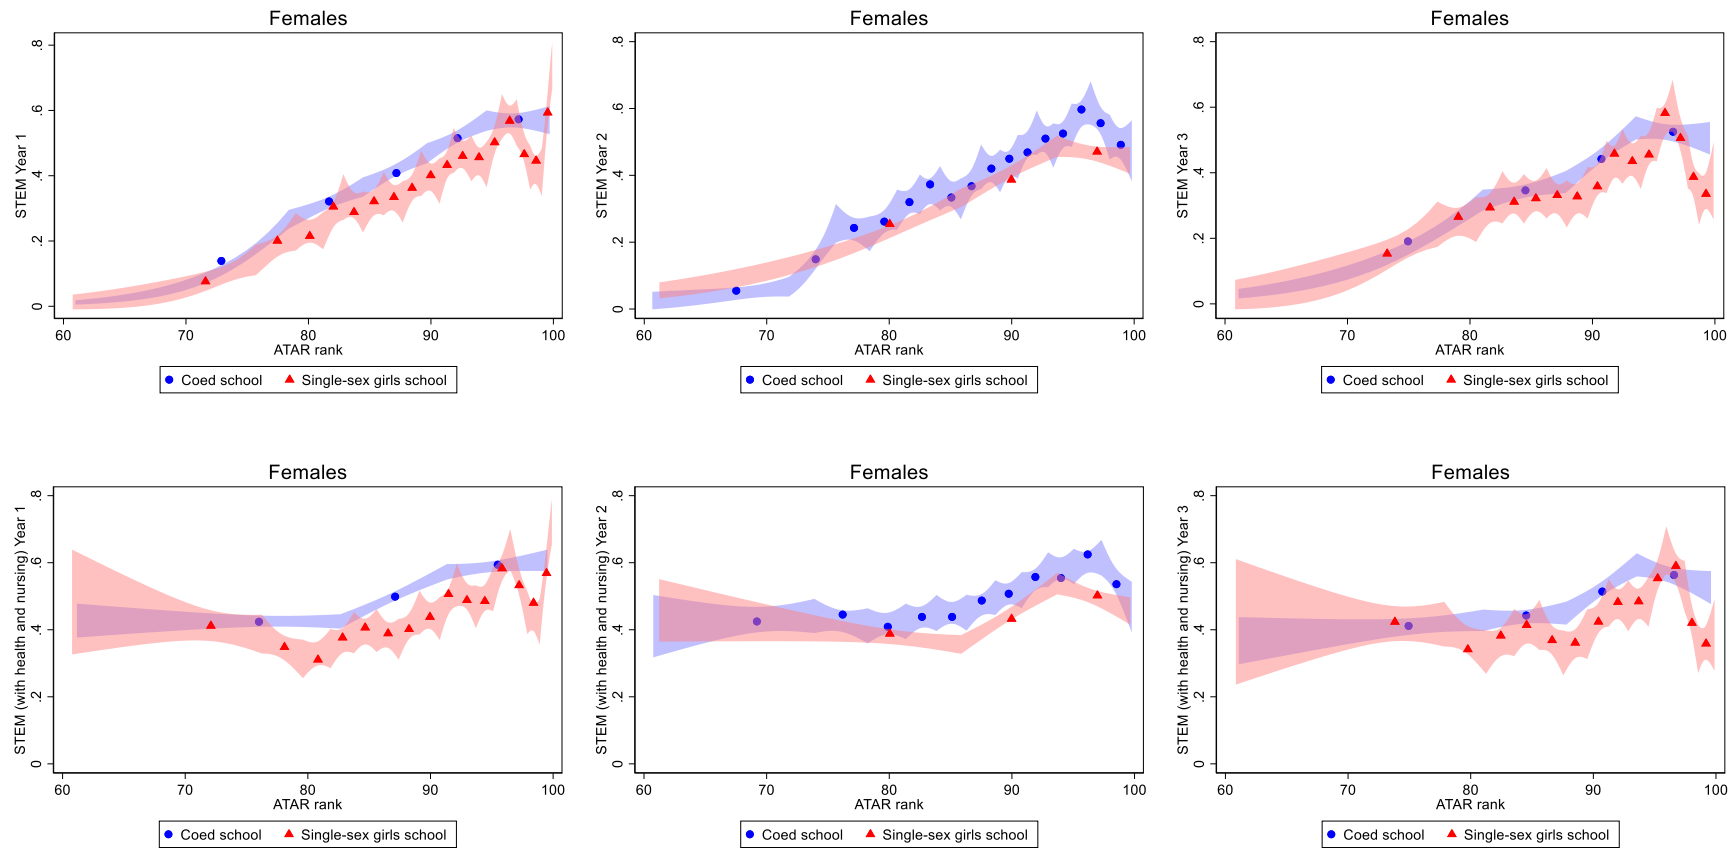 Females
STEM Year 1
0 .2 .4 .6 .8
60 70 80 90 100
ATAR rank
Coed school Single-sex girls school
Females
STEM Year 2
0 .2 .4 .6 .8
60 70 80 90 100
ATAR rank
Coed school Single-sex girls school
Females
STEM Year 3
0 .2 .4 .6 .8
60 70 80 90 100
ATAR rank
Coed school Single-sex girls school
Females
STEM (with health and nursing) Year 1
0 .2 .4 .6 .8
60 70 80 90 100
ATAR rank
Coed school Single-sex girls school
Females
STEM (with health and nursing) Year 2
0 .2 .4 .6 .8
60 70 80 90 100
ATAR rank
Coed school Single-sex girls school
Females
STEM (with health and nursing) Year 3
0 .2 .4 .6 .8
60 70 80 90 100
ATAR rank
Coed school Single-sex girls school